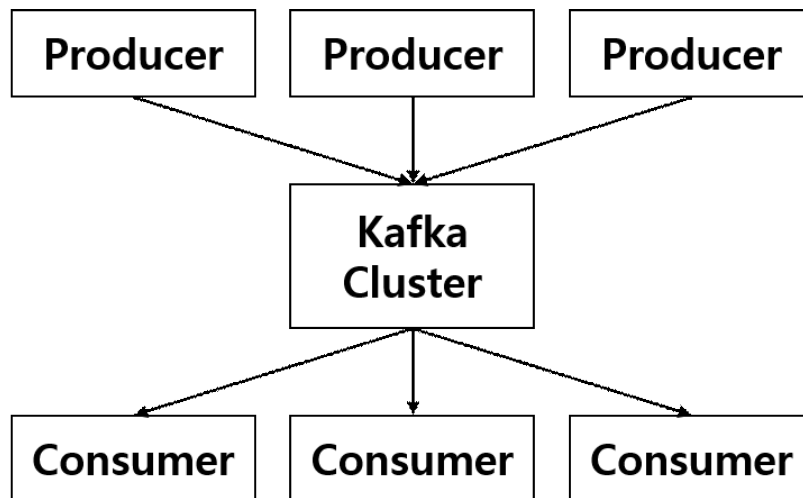 Producer
Producer
Producer
Kafka
Cluster
Consumer
Consumer
Consumer